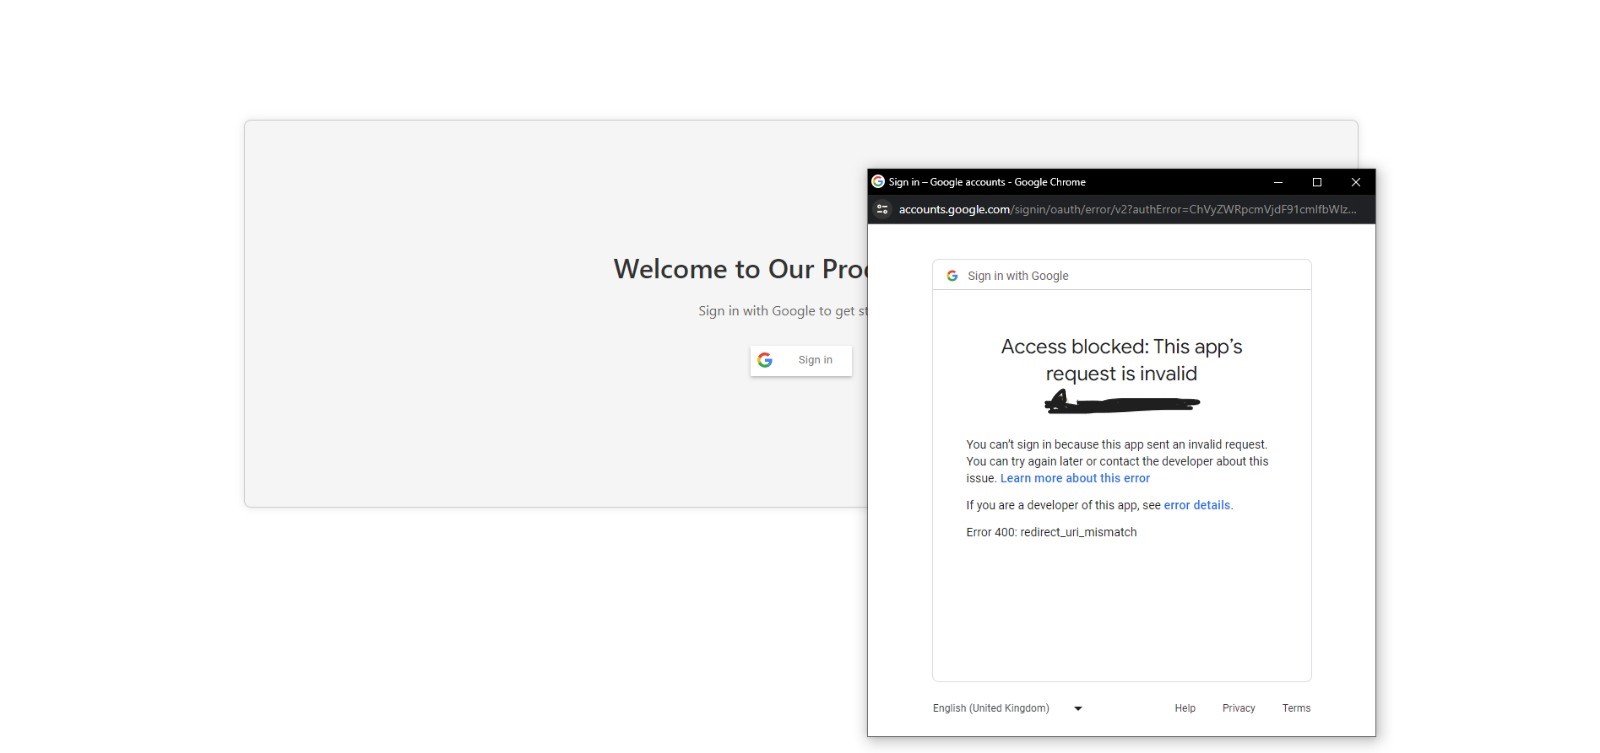 Welcome to Our Prod
Sign in with Google to get st
Sign in
Sign in – Google accounts - Google Chrome
accounts.google.com/signin/oauth/error/v2?authError=ChVyZWRpcmVjdF91cmlfbWlz...
Sign in with Google
Access blocked: This app's
request is invalid
You can't sign in because this app sent an invalid request.
You can try again later or contact the developer about this
issue. Learn more about this error
If you are a developer of this app, see error details.
Error 400: redirect_uri_mismatch
English (United Kingdom)
Help Privacy Terms